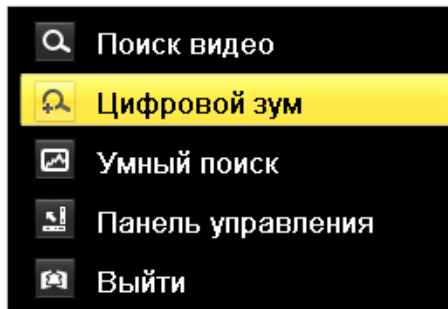 Поиск видео
Цифровой зум
Умный поиск
Панель управления
Выйти